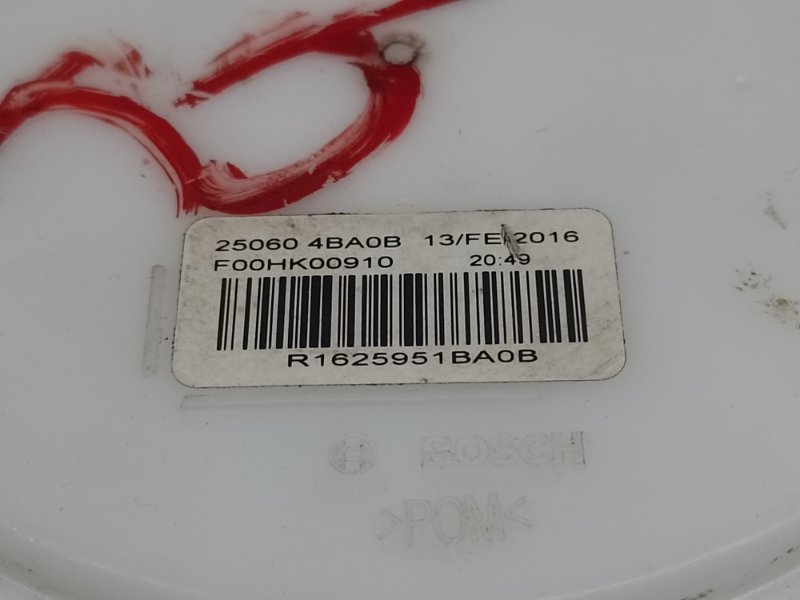 25060 4BA0B 13/FE 2016
F00HK00910 20:49
R1625951BA0B
BOSCH
>POM<